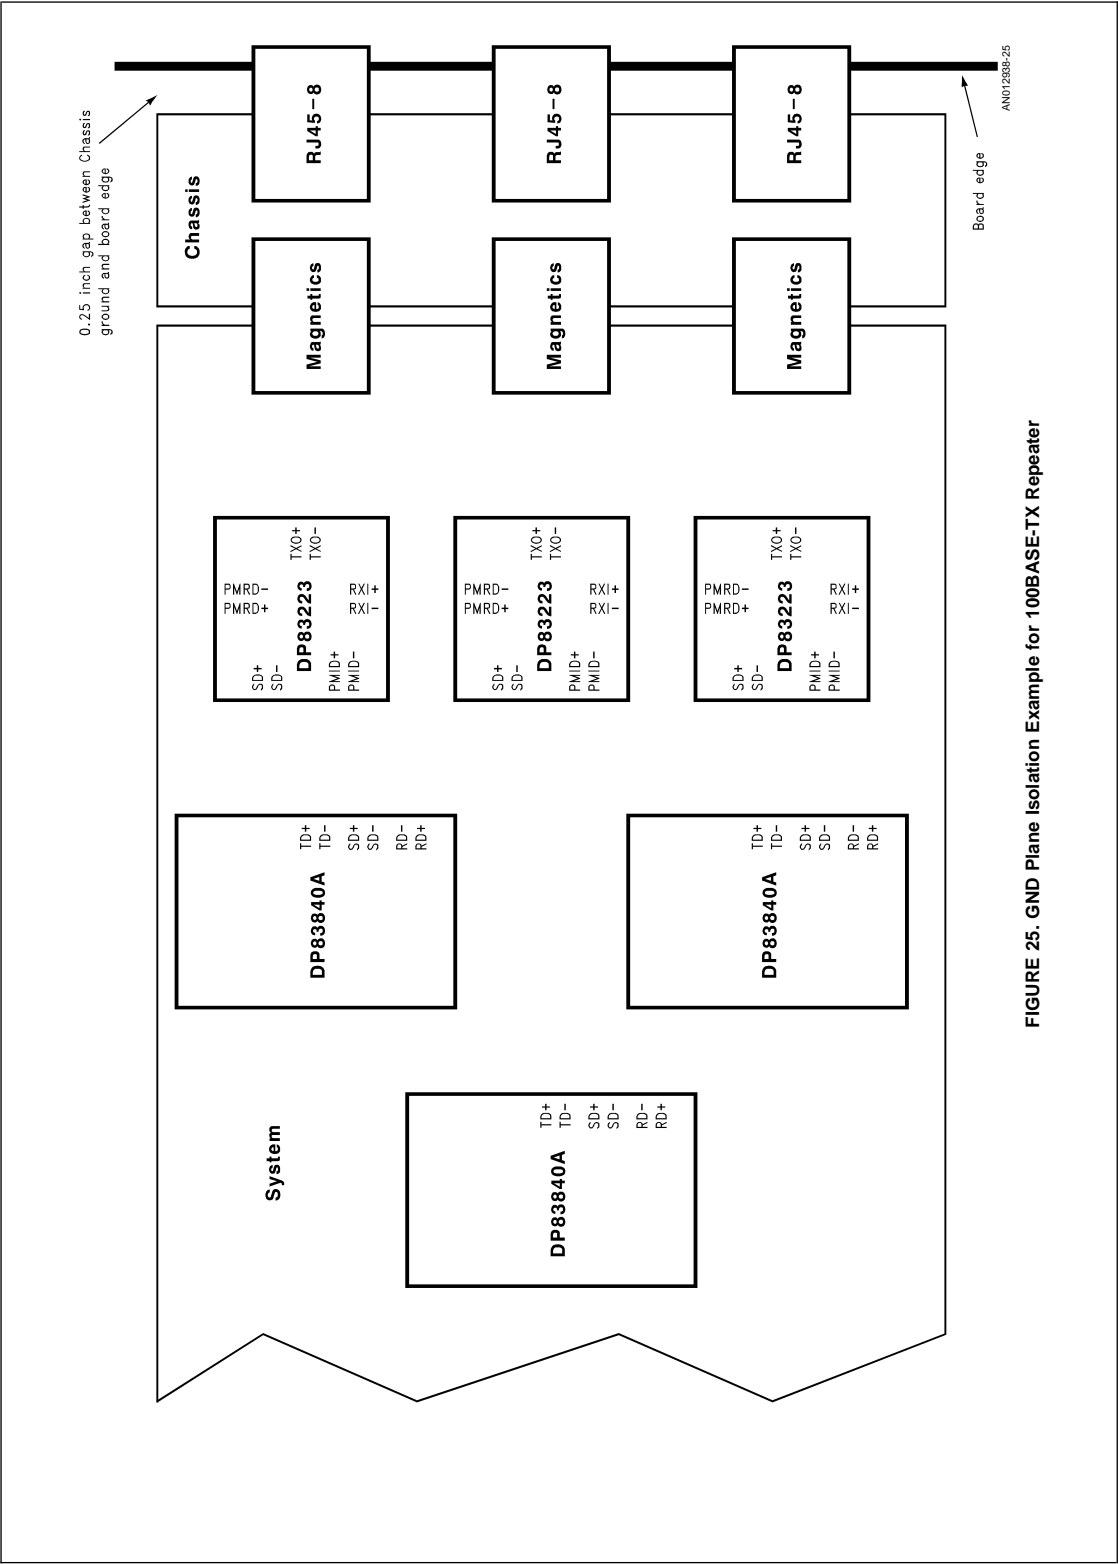 0.25 inch gap between Chassis
ground and board edge
Chassis
RJ45-8
RJ45-8
RJ45-8
AN012938-25
Board edge
Magnetics
Magnetics
Magnetics
PMRD-
PMRD+
TXO+
TXO-
SD+
SD-
DP83223
RXI+
RXI-
PMID+
PMID-
PMRD-
PMRD+
TXO+
TXO-
SD+
SD-
DP83223
RXI+
RXI-
PMID+
PMID-
PMRD-
PMRD+
TXO+
TXO-
SD+
SD-
DP83223
RXI+
RXI-
PMID+
PMID-
TD+
TD-
SD+
SD-
RD-
RD+
DP83840A
TD+
TD-
SD+
SD-
RD-
RD+
DP83840A
System
TD+
TD-
SD+
SD-
RD-
RD+
DP83840A
FIGURE 25. GND Plane Isolation Example for 100BASE-TX Repeater